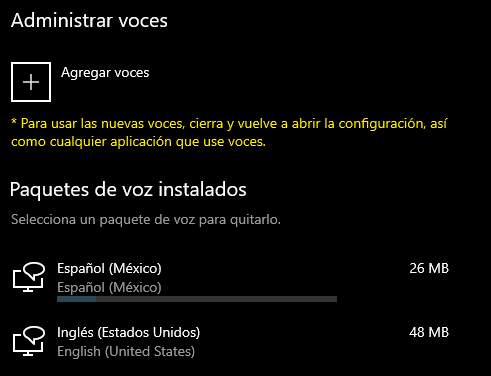 Administrar voces
Agregar voces
* Para usar las nuevas voces, cierra y vuelve a abrir la configuración, así
como cualquier aplicación que use voces.
Paquetes de voz instalados
Selecciona un paquete de voz para quitarlo.
Español (México) 26 MB
Español (México)
Inglés (Estados Unidos) 48 MB
English (United States)